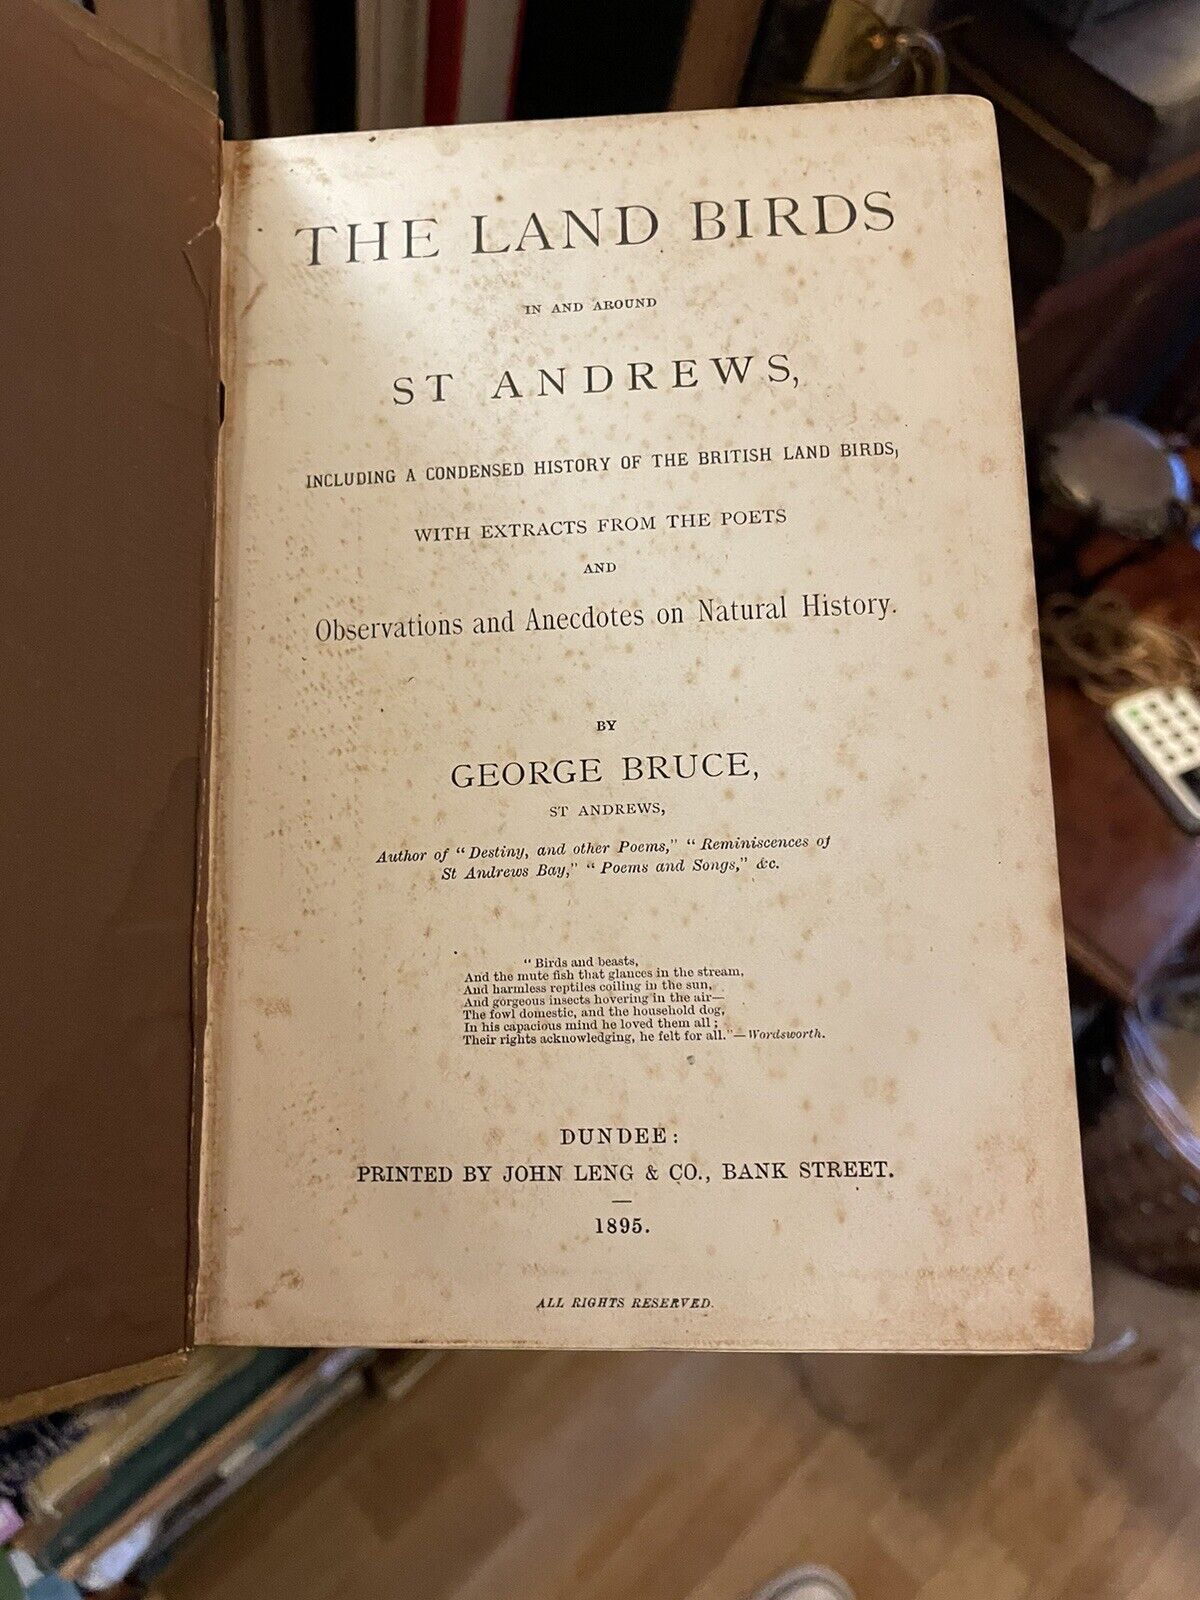 THE LAND BIRDS
IN AND AROUND
ST ANDREWS,
INCLUDING A CONDENSED HISTORY OF THE BRITISH LAND BIRDS,
WITH EXTRACTS FROM THE POETS
AND
Observations and Anecdotes on Natural History.
BY
GEORGE BRUCE,
ST ANDREWS,
Author of "Destiny, and other Poems," "Reminiscences of
St Andrews Bay," "Poems and Songs," &c.
"Birds and beasts,
And the mute fish that glances in the stream,
And harmless reptiles coiling in the sun,
And gorgeous insects hovering in the air—
The fowl domestic, and the household dog,
In his capacious mind he loved them all;
Their rights acknowledging, he felt for all."—Wordsworth.
DUNDEE:
PRINTED BY JOHN LENG & CO., BANK STREET.
1895.
ALL RIGHTS RESERVED.